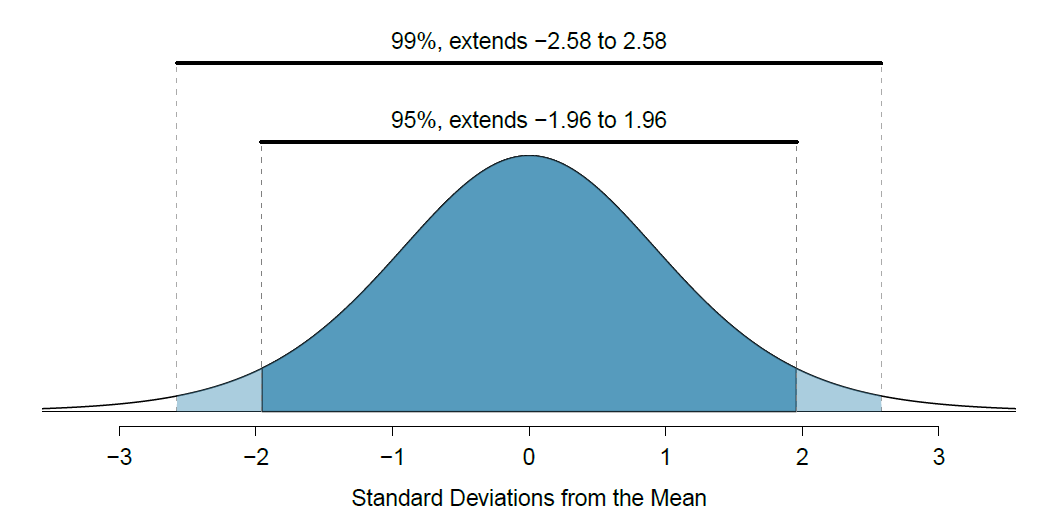 99%, extends −2.58 to 2.58
95%, extends −1.96 to 1.96
−3 −2 −1 0 1 2 3
Standard Deviations from the Mean